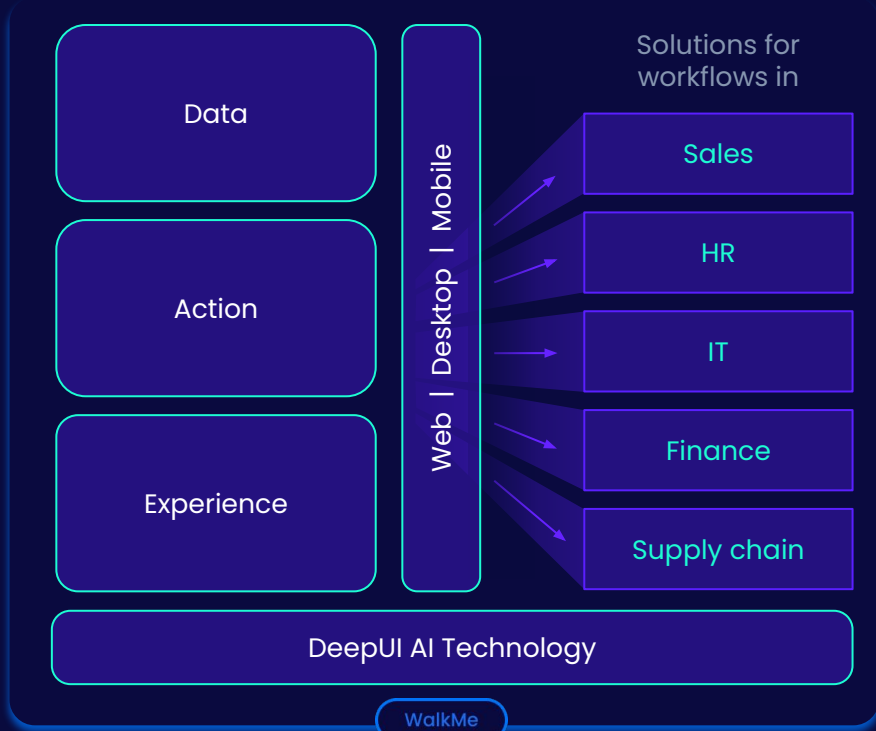 Data
Action
Experience
Web | Desktop | Mobile
Solutions for
workflows in
Sales
HR
IT
Finance
Supply chain
DeepUI AI Technology
WalkMe